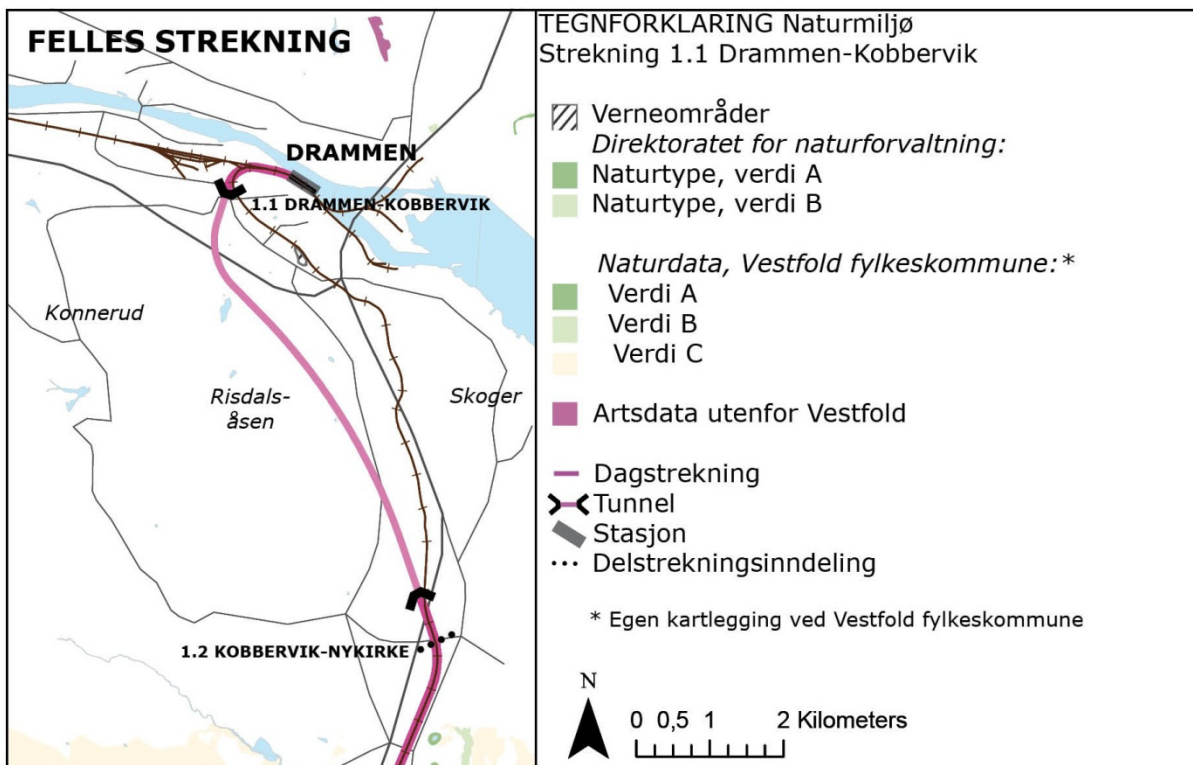 FELLES STREKNING
DRAMMEN
1.1 DRAMMEN-KOBBERVIK
Konnerud
Risdals-
åsen
Skoger
1.2 KOBBERVIK-NYKIRKE
TEGNFORKLARING Naturmiljø
Strekning 1.1 Drammen-Kobbervik
Verneområder
Direktoratet for naturforvaltning:
Naturtype, verdi A
Naturtype, verdi B
Naturdata, Vestfold fylkeskommune:*
Verdi A
Verdi B
Verdi C
Artsdata utenfor Vestfold
Dagstrekning
Tunnel
Stasjon
Delstrekningsinndeling
* Egen kartlegging ved Vestfold fylkeskommune
N
0 0,5 1 2 Kilometers